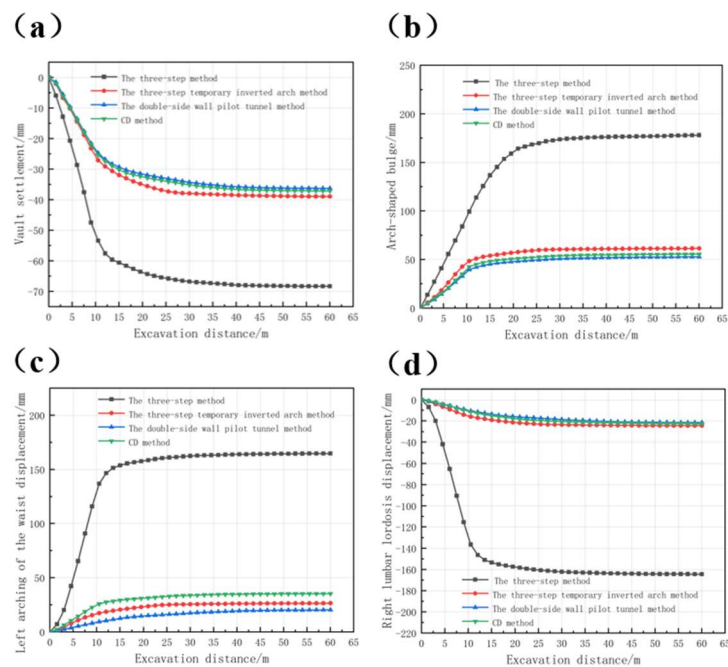 (a)
0
-10
-20
-30
-40
-50
-60
-70
Vault settlement/mm
The three-step method
The three-step temporary inverted arch method
The double-side wall pilot tunnel method
CD method
0 5 10 15 20 25 30 35 40 45 50 55 60 65
Excavation distance/m
(b)
250
200
150
100
50
0
Arch-shaped bulge/mm
The three-step method
The three-step temporary inverted arch method
The double-side wall pilot tunnel method
CD method
0 5 10 15 20 25 30 35 40 45 50 55 60 65
Excavation distance/m
(c)
200
150
100
50
0
Left arching of the waist displacement/mm
The three-step method
The three-step temporary inverted arch method
The double-side wall pilot tunnel method
CD method
0 5 10 15 20 25 30 35 40 45 50 55 60 65
Excavation distance/m
(d)
0
-20
-40
-60
-80
-100
-120
-140
-160
-180
-200
-220
Right lumbar lordosis displacement/mm
The three-step method
The three-step temporary inverted arch method
The double-side wall pilot tunnel method
CD method
0 5 10 15 20 25 30 35 40 45 50 55 60 65
Excavation distance/m